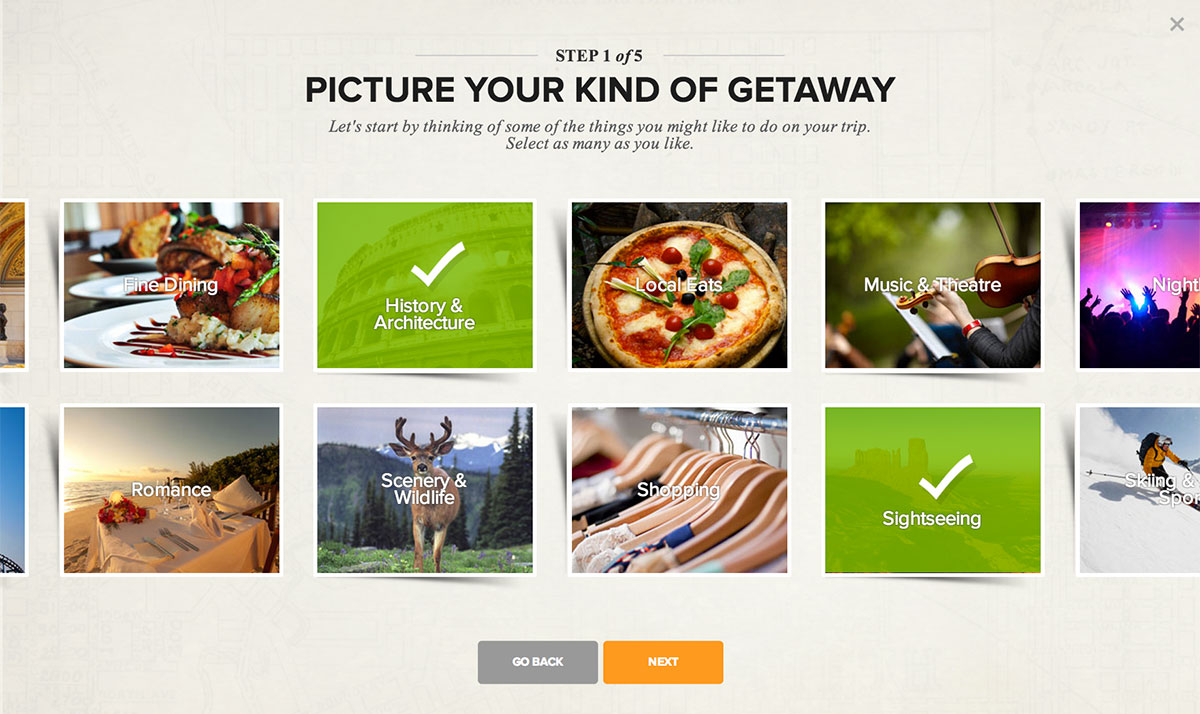 STEP 1 of 5
PICTURE YOUR KIND OF GETAWAY
Let's start by thinking of some of the things you might like to do on your trip.
Select as many as you like.
Fine Dining
History &
Architecture
Local Eats
Music & Theatre
Night
Romance
Scenery &
Wildlife
Shopping
Sightseeing
Skiing &
Spor
GO BACK
NEXT